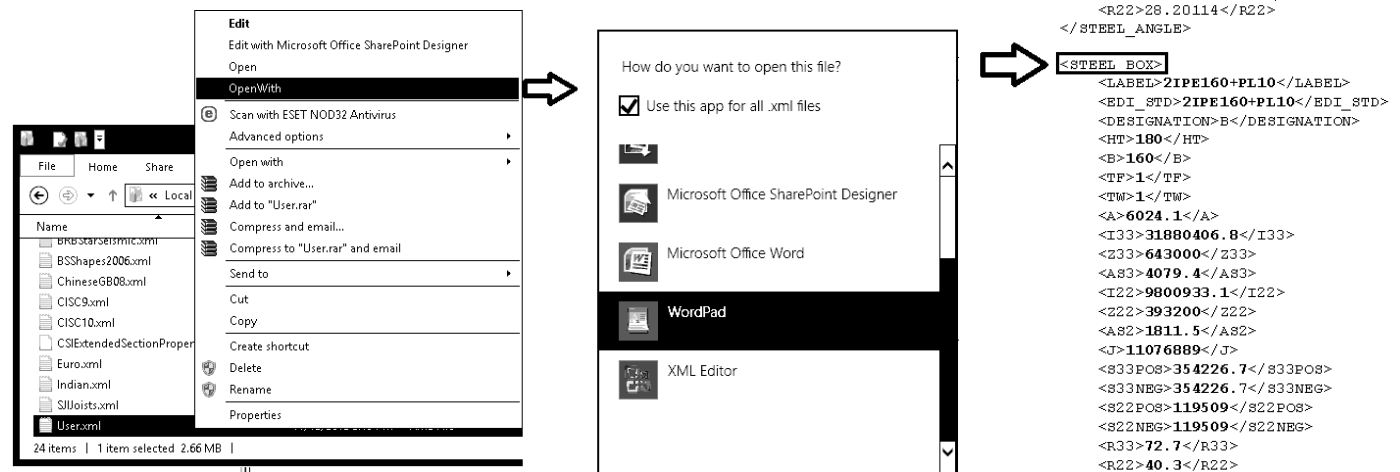 File Home Share
« Local
Name
BRBStarSeismic.xml
BSShapes2006.xml
ChineseGB08.xml
CISC9.xml
CISC10.xml
CSIExtendedSectionProper
Euro.xml
Indian.xml
SJIJoists.xml
User.xml
24 items | 1 item selected 2.66 MB |
Edit
Edit with Microsoft Office SharePoint Designer
Open
OpenWith
Scan with ESET NOD32 Antivirus
Advanced options
Open with
Add to archive...
Add to "User.rar"
Compress and email...
Compress to "User.rar" and email
Send to
Cut
Copy
Create shortcut
Delete
Rename
Properties
How do you want to open this file?
Use this app for all .xml files
Microsoft Office SharePoint Designer
Microsoft Office Word
WordPad
XML Editor
<R22>28.20114</R22>
</STEEL_ANGLE>
<STEEL_BOX>
<LABEL>2IPE160+PL10</LABEL>
<EDI_STD>2IPE160+PL10</EDI_STD>
<DESIGNATION>B</DESIGNATION>
<HT>180</HT>
<B>160</B>
<TF>1</TF>
<TW>1</TW>
<A>6024.1</A>
<I33>31880406.8</I33>
<Z33>643000</Z33>
<AS3>4079.4</AS3>
<I22>9800933.1</I22>
<Z22>393200</Z22>
<AS2>1811.5</AS2>
<J>11076889</J>
<S33POS>354226.7</S33POS>
<S33NEG>354226.7</S33NEG>
<S22POS>119509</S22POS>
<S22NEG>119509</S22NEG>
<R33>72.7</R33>
<R22>40.3</R22>